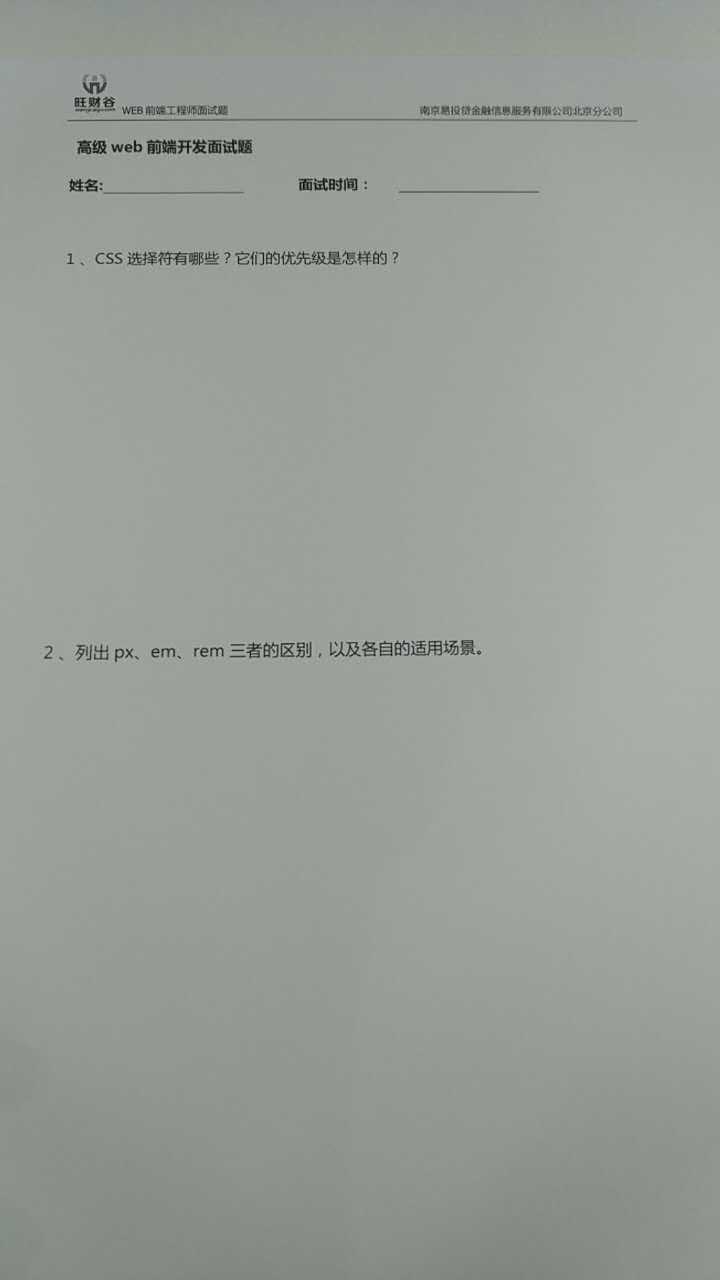 旺财谷
WEB 前端工程师面试题 南京易投贷金融信息服务有限公司北京分公司
高级 web 前端开发面试题
姓名:________________ 面试时间： ________________
1 、CSS 选择符有哪些？它们的优先级是怎样的？
2 、列出 px、em、rem 三者的区别，以及各自的适用场景。